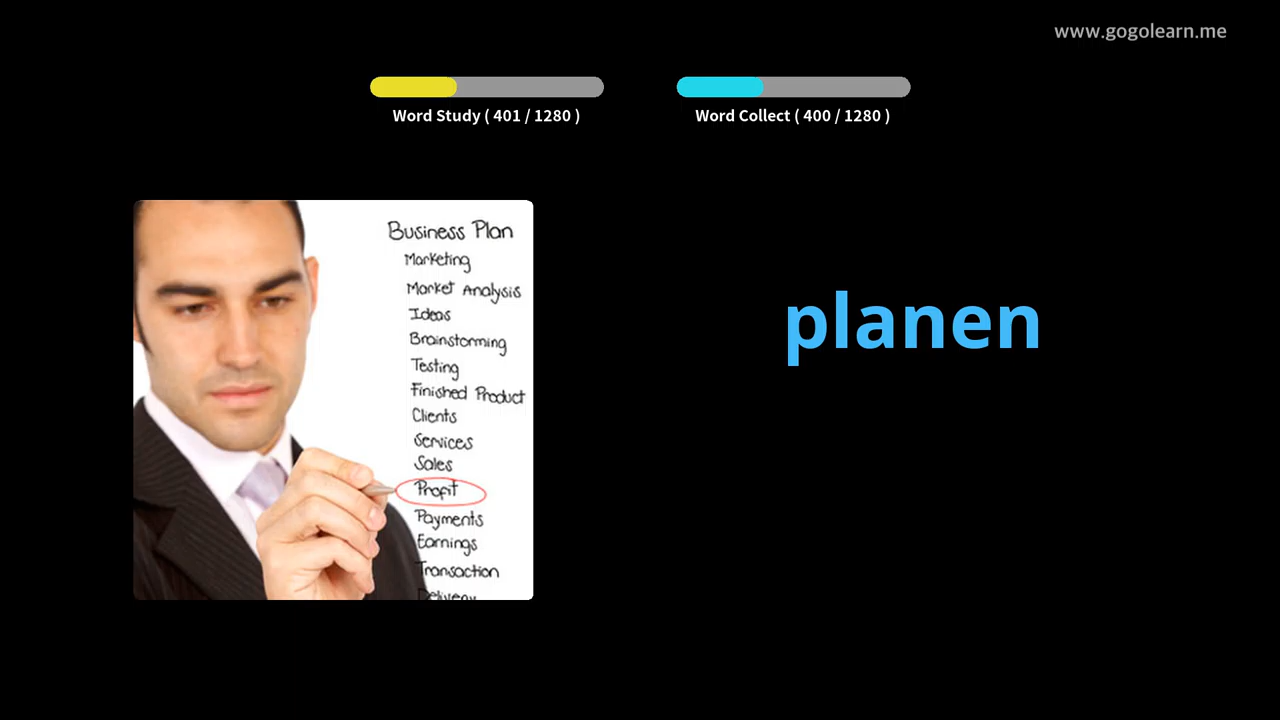 www.gogolearn.me
Word Study ( 401 / 1280 )
Word Collect ( 400 / 1280 )
Business Plan
Marketing
Market Analysis
Ideas
Brainstorming
Testing
Finished Product
Clients
Services
Sales
Profit
Payments
Earnings
Transaction
Delivery
planen